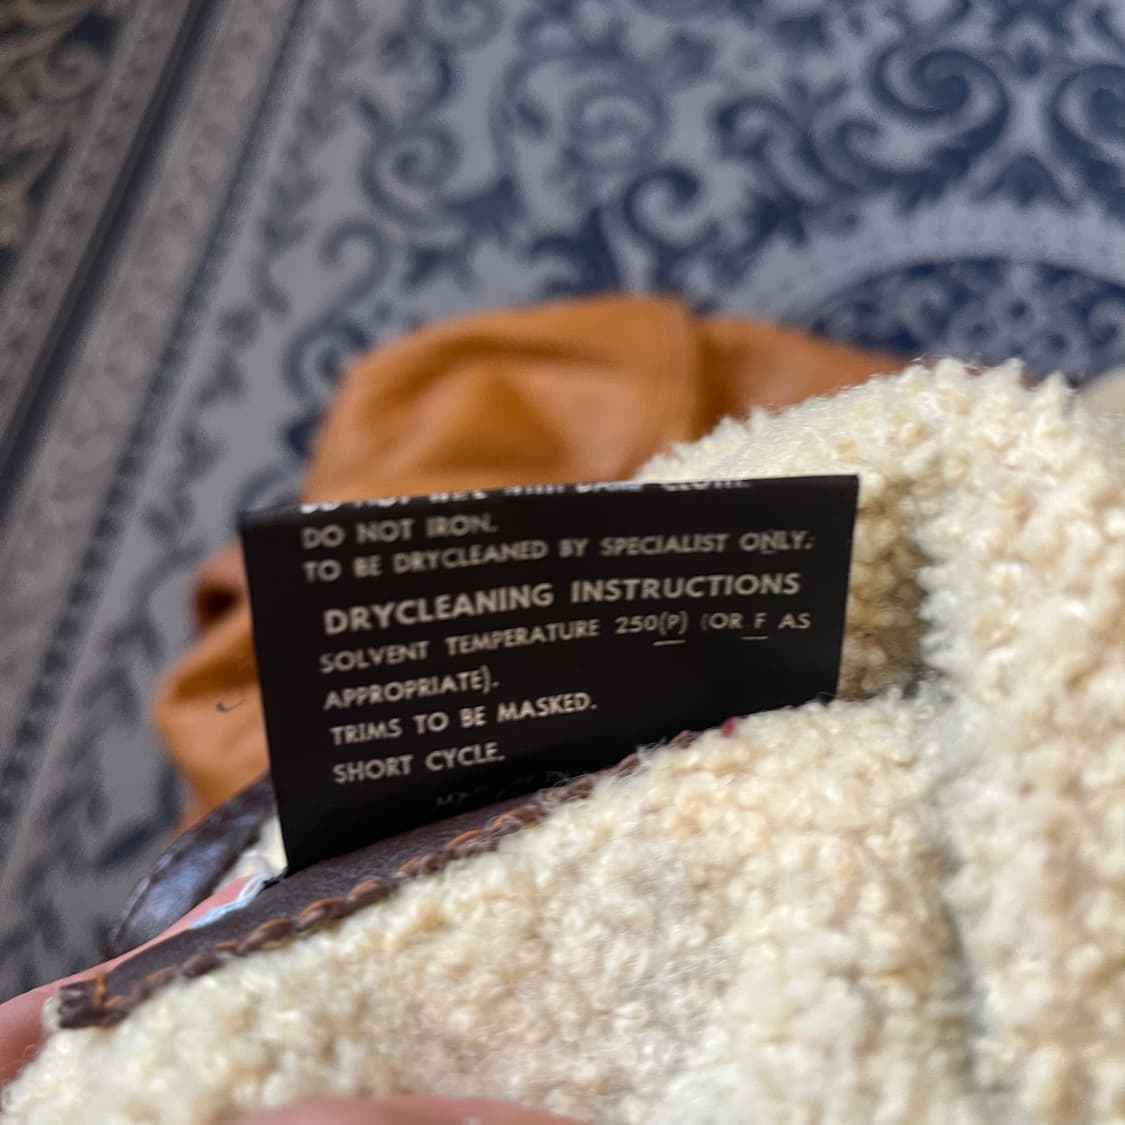 DO NOT IRON.
TO BE DRYCLEANED BY SPECIALIST ONLY.
DRYCLEANING INSTRUCTIONS
SOLVENT TEMPERATURE 250(P) (OR F AS
APPROPRIATE).
TRIMS TO BE MASKED.
SHORT CYCLE.